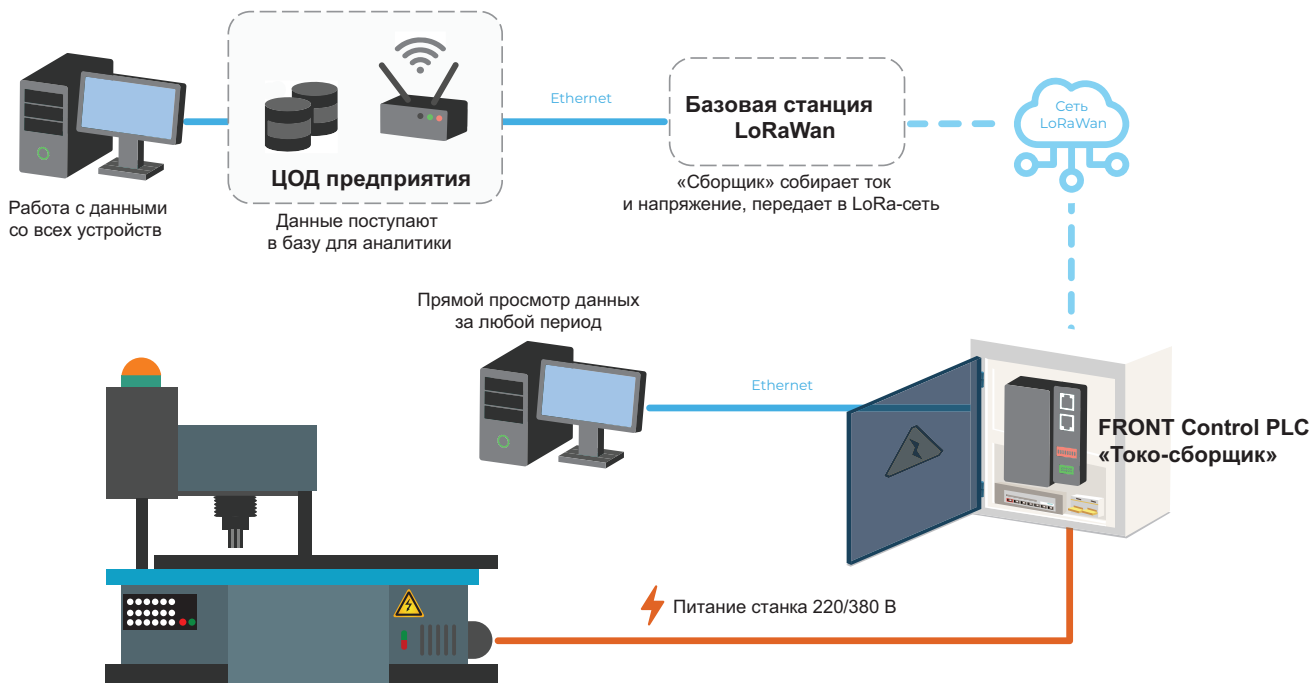 Ethernet
Базовая станция
LoRaWan
Сеть
LoRaWan
ЦОД предприятия
«Сборщик» собирает ток
и напряжение, передает в LoRa-сеть
Работа с данными
со всех устройств
Данные поступают
в базу для аналитики
Прямой просмотр данных
за любой период
Ethernet
FRONT Control PLC
«Токо-сборщик»
Питание станка 220/380 В